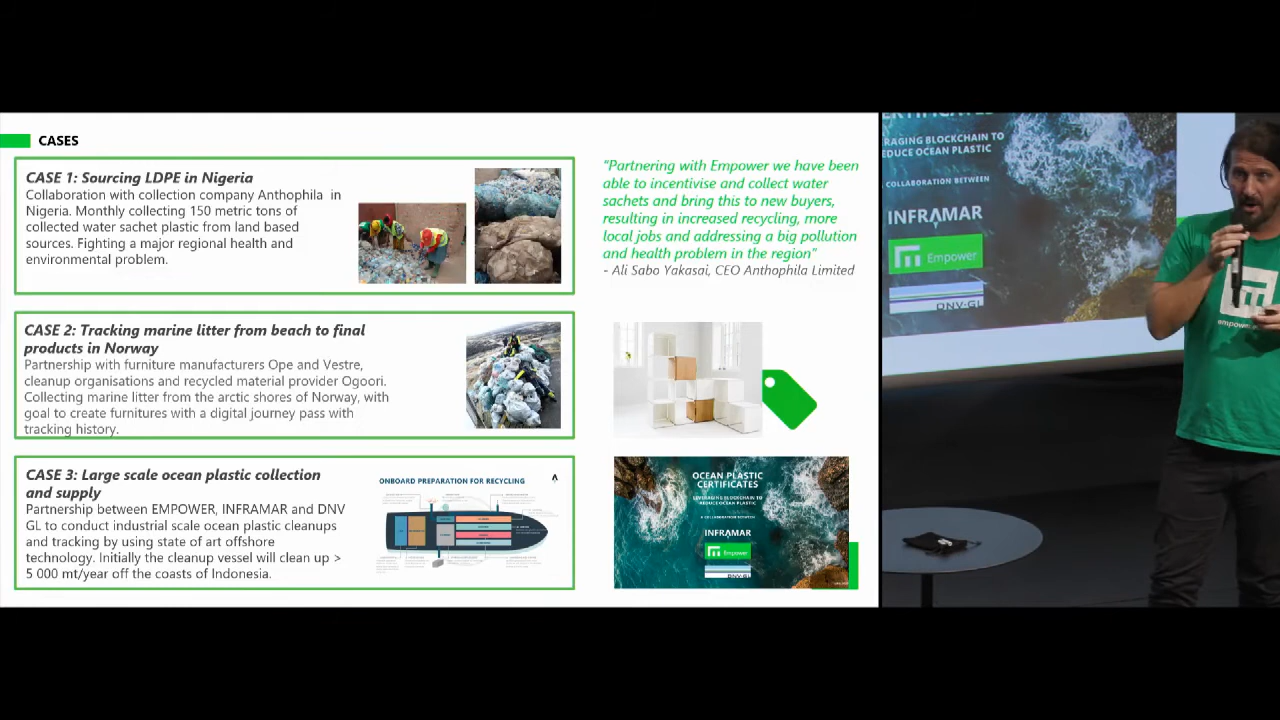 CASES
CASE 1: Sourcing LDPE in Nigeria
Collaboration with collection company Anthophila in
Nigeria. Monthly collecting 150 metric tons of
collected water sachet plastic from land based
sources. Fighting a major regional health and
environmental problem.
"Partnering with Empower we have been
able to incentivise and collect water
sachets and bring this to new buyers,
resulting in increased recycling, more
local jobs and addressing a big pollution
and health problem in the region"
- Ali Sabo Yakasai, CEO Anthophila Limited
CASE 2: Tracking marine litter from beach to final
products in Norway
Partnership with furniture manufacturers Ope and Vestre,
cleanup organisations and recycled material provider Ogoori.
Collecting marine litter from the arctic shores of Norway, with
goal to create furnitures with a digital journey pass with
tracking history.
CASE 3: Large scale ocean plastic collection
and supply
Partnership between EMPOWER, INFRAMAR and DNV
GL to conduct industrial scale ocean plastic cleanups
and tracking by using state of art offshore
technology. Initially the cleanup vessel will clean up >
5 000 mt/year off the coasts of Indonesia.
ONBOARD PREPARATION FOR RECYCLING
OCEAN PLASTIC
CERTIFICATES
LEVERAGING BLOCKCHAIN TO
REDUCE OCEAN PLASTIC
A COLLABORATION BETWEEN
INFRAMAR
Empower
DNV·GL
ERTIFICATES
RAGING BLOCKCHAIN TO
EDUCE OCEAN PLASTIC
COLLABORATION BETWEEN
INFRAMAR
Empower
DNV·GL
empower